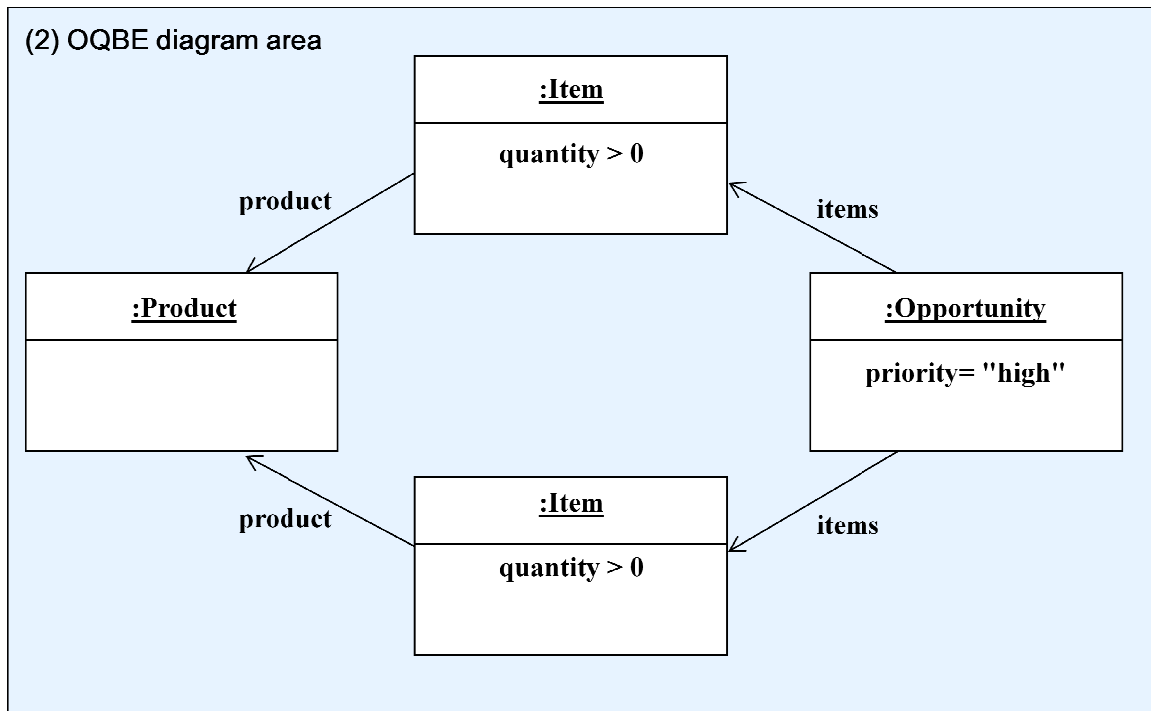 (2) OQBE diagram area
:Item
quantity > 0
product
items
:Product
:Opportunity
priority= "high"
:Item
product
items
quantity > 0